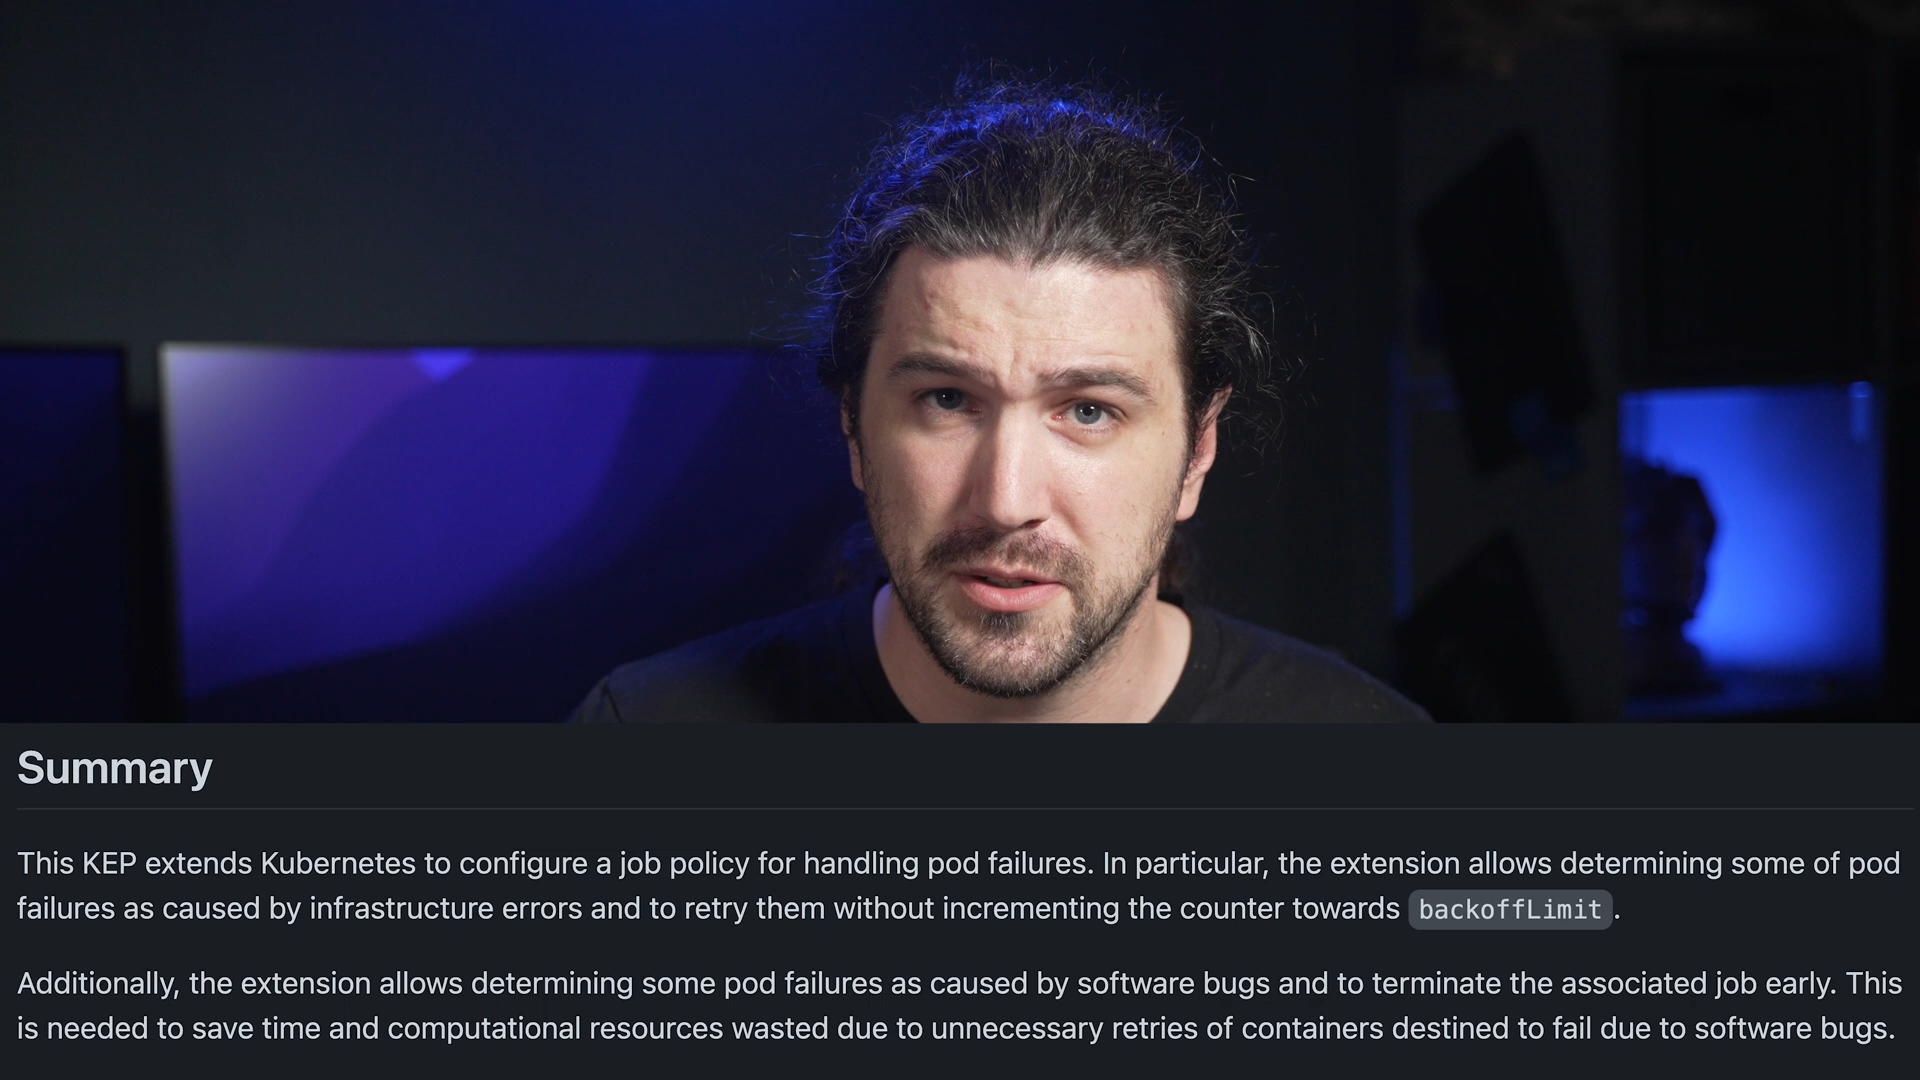 Summary
This KEP extends Kubernetes to configure a job policy for handling pod failures. In particular, the extension allows determining some of pod
failures as caused by infrastructure errors and to retry them without incrementing the counter towards backoffLimit.
Additionally, the extension allows determining some pod failures as caused by software bugs and to terminate the associated job early. This
is needed to save time and computational resources wasted due to unnecessary retries of containers destined to fail due to software bugs.